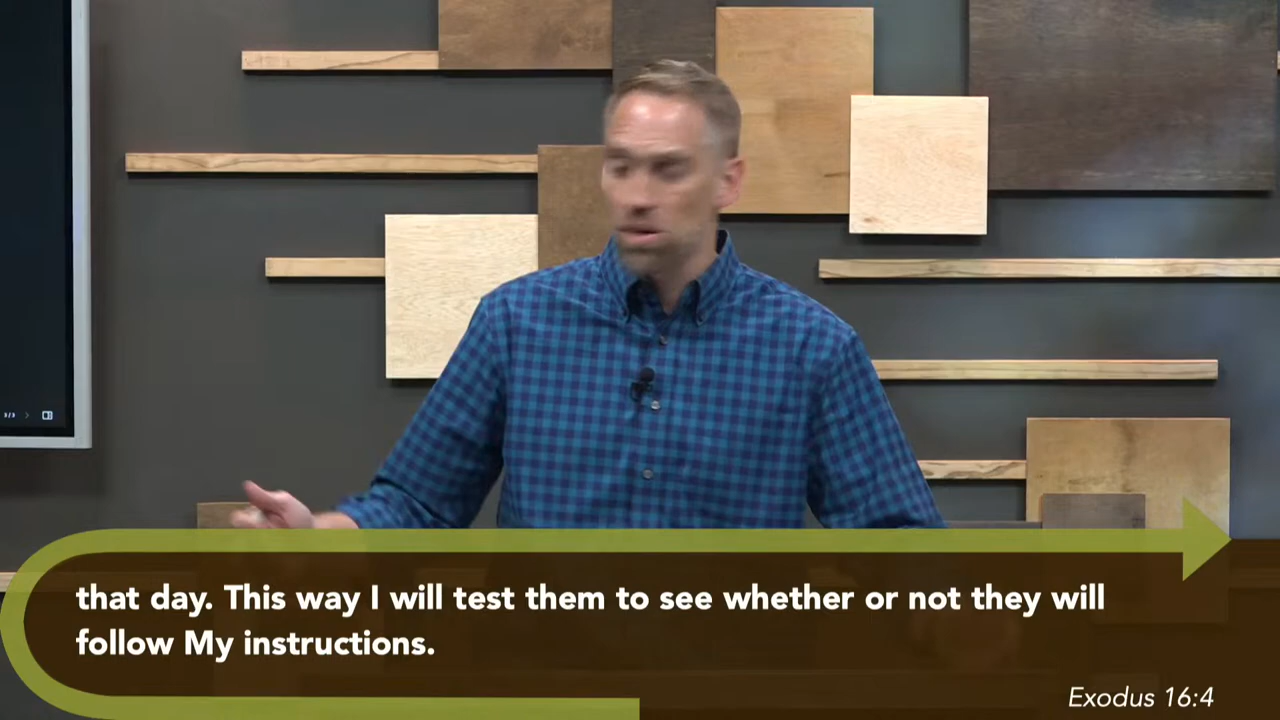 that day. This way I will test them to see whether or not they will
follow My instructions.
Exodus 16:4